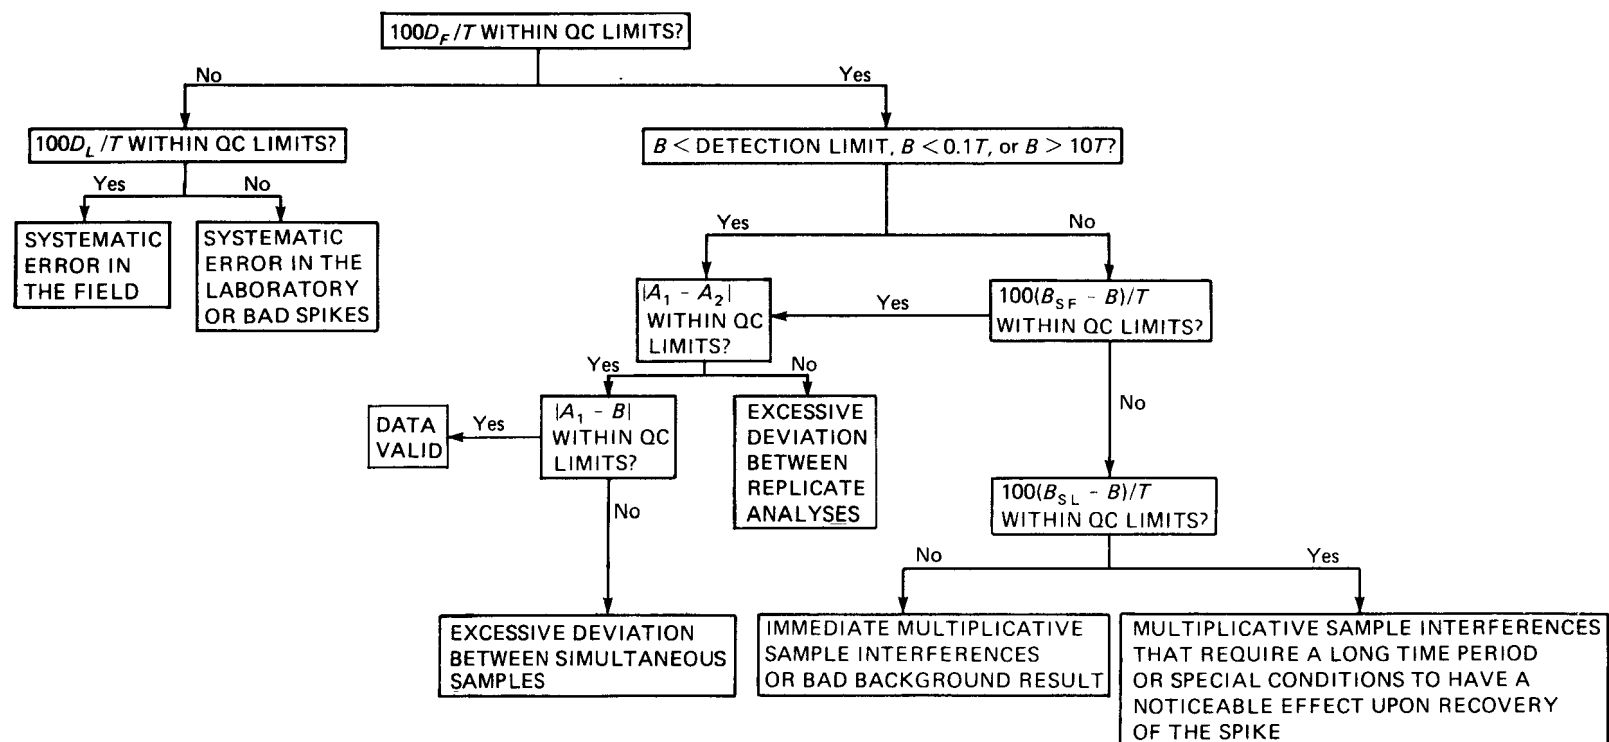 100D_F/T WITHIN QC LIMITS?
No
Yes
100D_L/T WITHIN QC LIMITS?
B < DETECTION LIMIT, B < 0.1T, or B > 10T?
Yes
No
SYSTEMATIC
ERROR IN
THE FIELD
SYSTEMATIC
ERROR IN THE
LABORATORY
OR BAD SPIKES
Yes
No
|A₁ - A₂|
WITHIN QC
LIMITS?
Yes
100(B_SF - B)/T
WITHIN QC LIMITS?
Yes
No
No
DATA
VALID
Yes
|A₁ - B|
WITHIN QC
LIMITS?
EXCESSIVE
DEVIATION
BETWEEN
REPLICATE
ANALYSES
100(B_SL - B)/T
WITHIN QC LIMITS?
No
No
Yes
EXCESSIVE DEVIATION
BETWEEN SIMULTANEOUS
SAMPLES
IMMEDIATE MULTIPLICATIVE
SAMPLE INTERFERENCES
OR BAD BACKGROUND RESULT
MULTIPLICATIVE SAMPLE INTERFERENCES
THAT REQUIRE A LONG TIME PERIOD
OR SPECIAL CONDITIONS TO HAVE A
NOTICEABLE EFFECT UPON RECOVERY
OF THE SPIKE